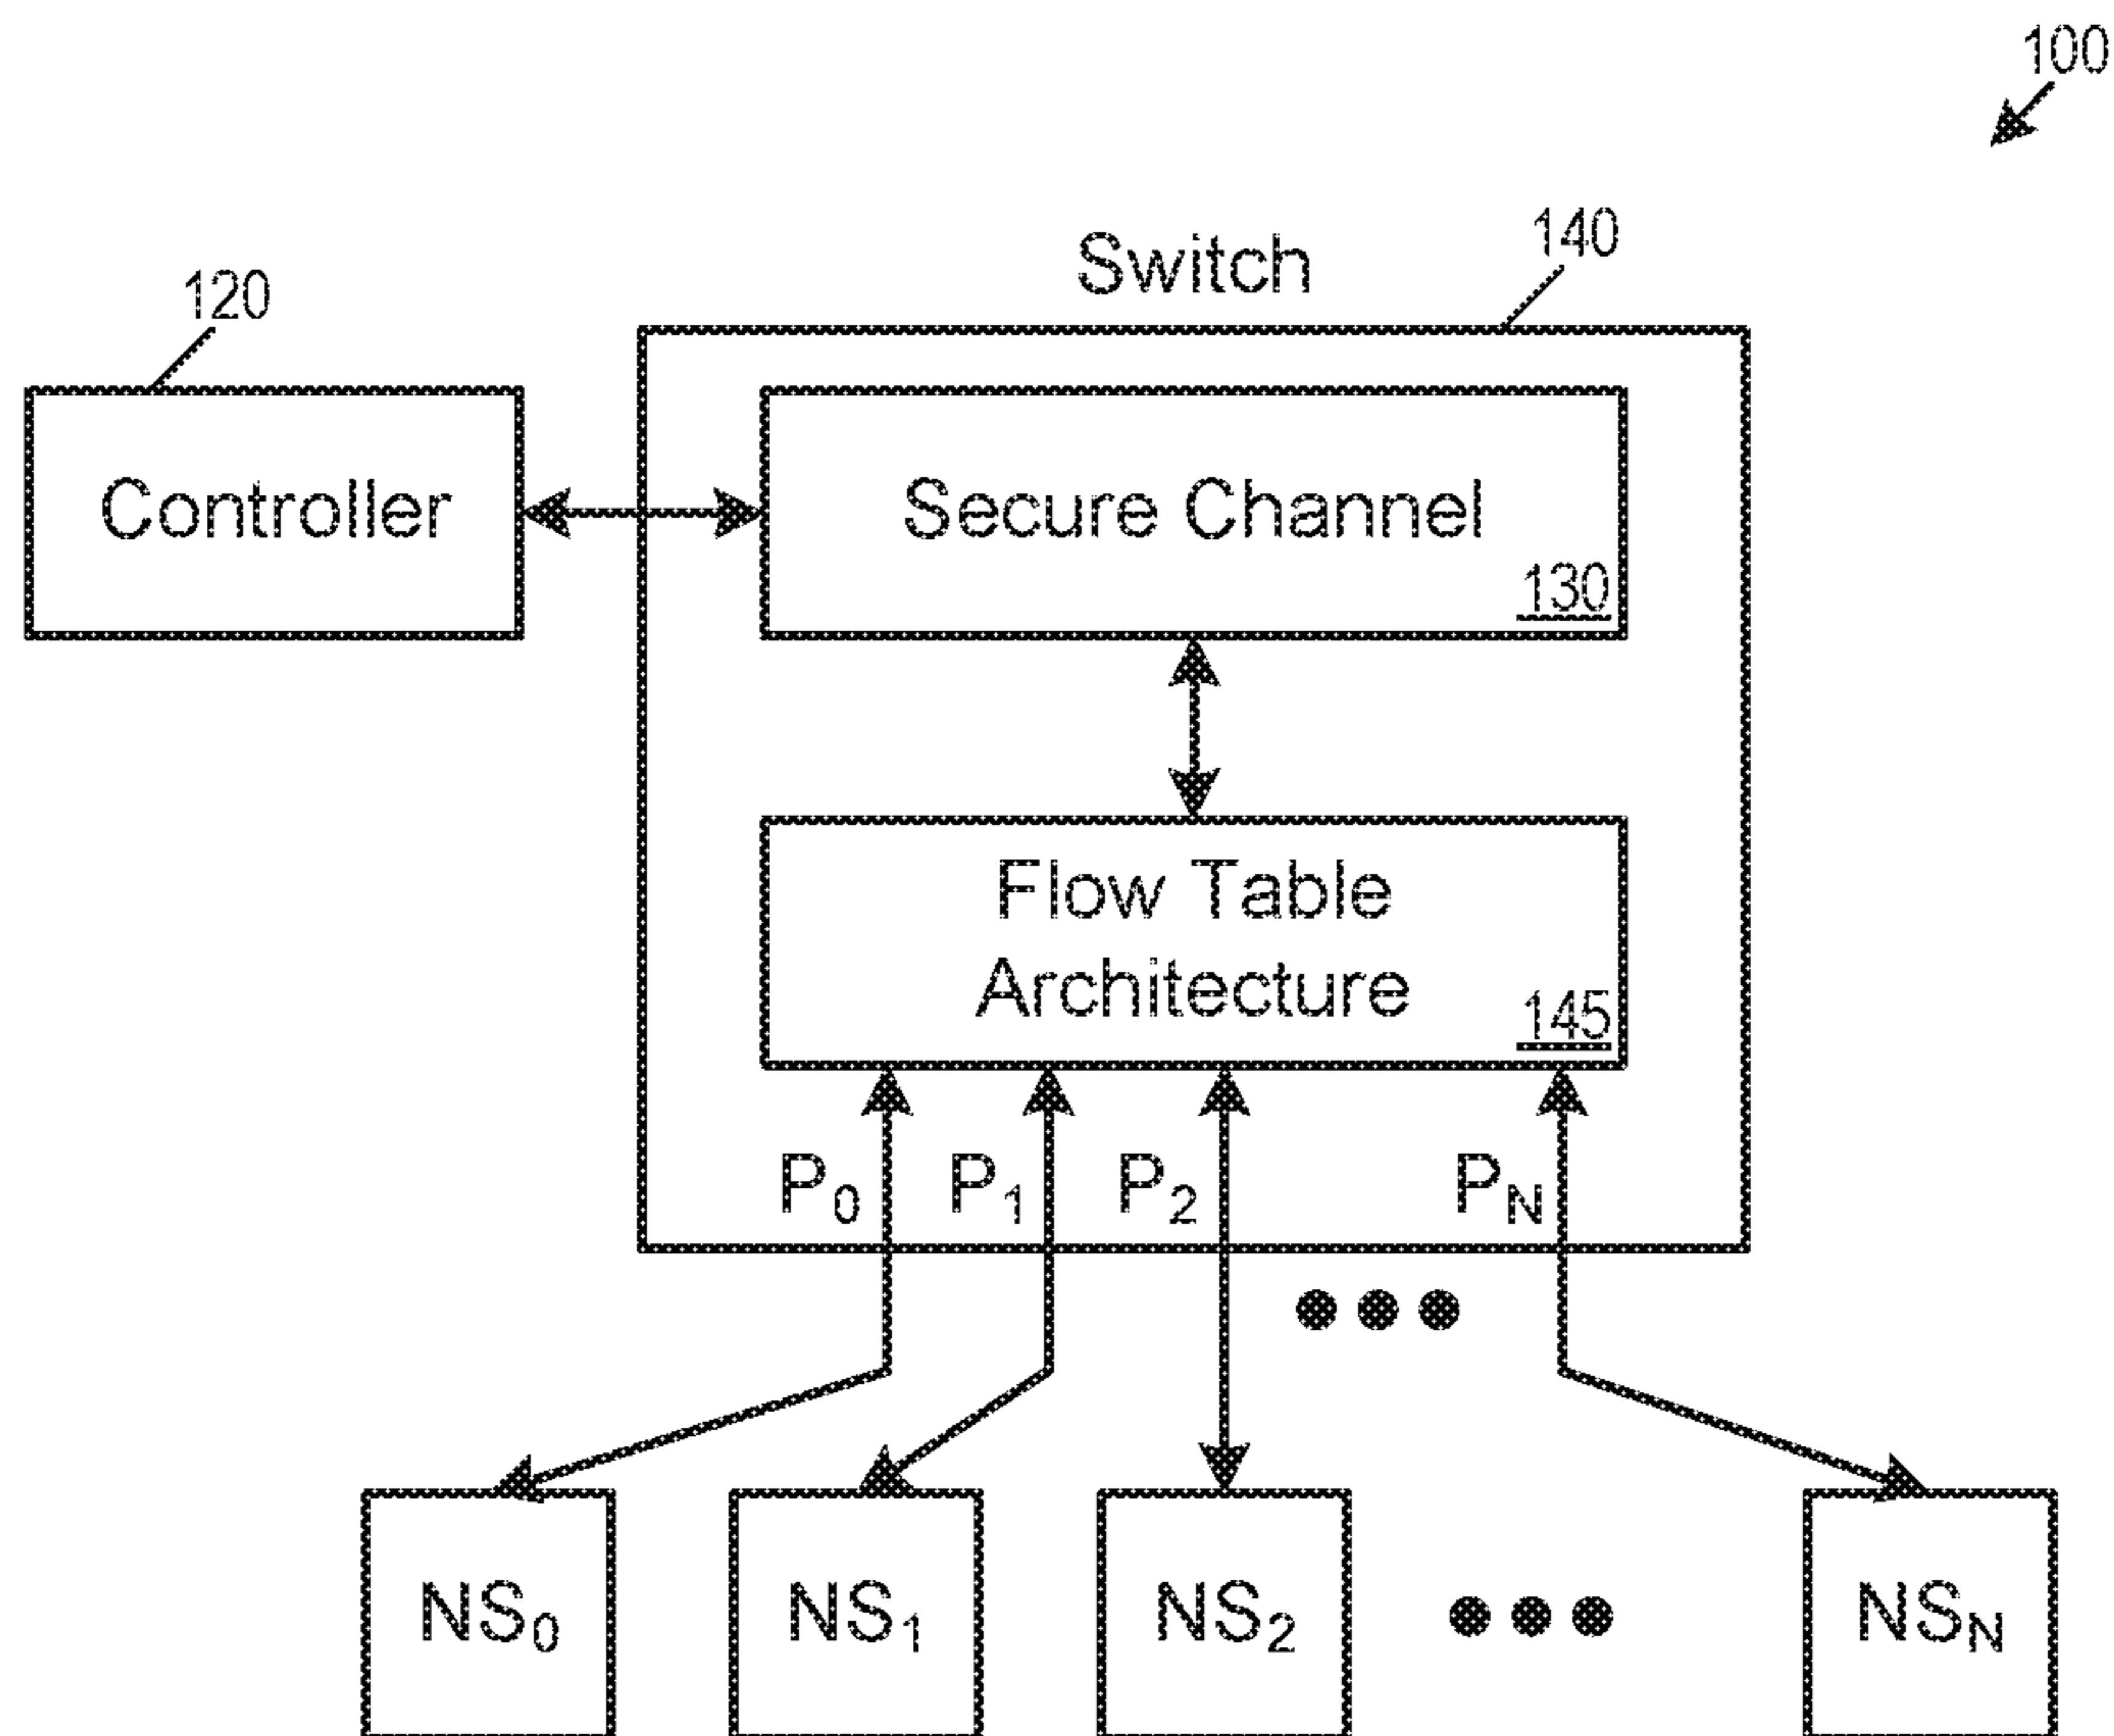 100
Switch
140
120
Controller
Secure Channel
130
Flow Table
Architecture
145
P0 P1 P2 PN
NS0 NS1 NS2 NSN